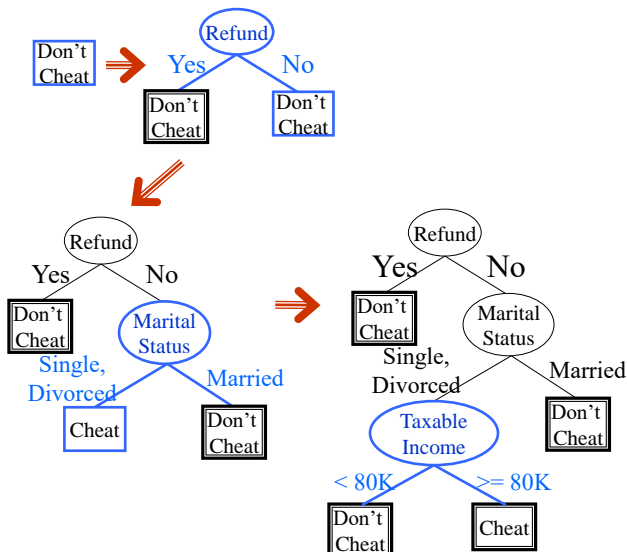 Don't
Cheat
Refund
Yes
No
Don't
Cheat
Don't
Cheat
Refund
Yes
No
Don't
Cheat
Marital
Status
Single,
Divorced
Married
Cheat
Don't
Cheat
Refund
Yes
No
Don't
Cheat
Marital
Status
Single,
Divorced
Married
Taxable
Income
Don't
Cheat
< 80K
>= 80K
Don't
Cheat
Cheat